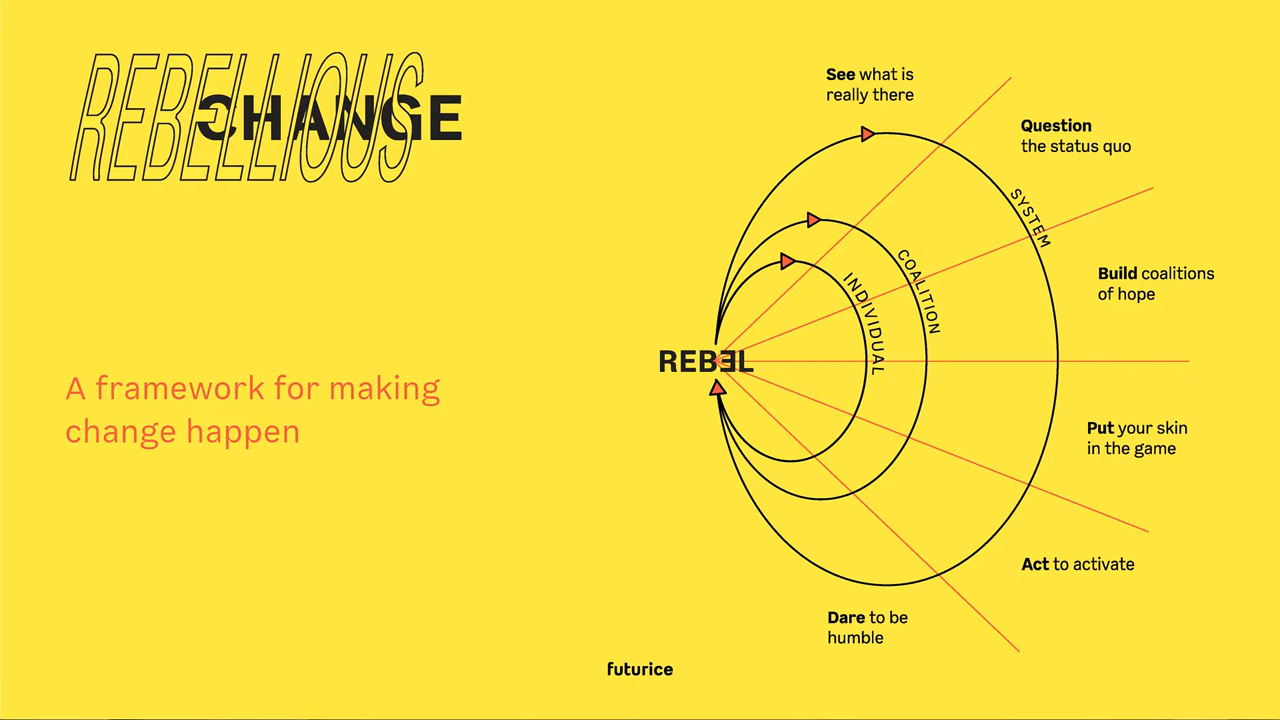 REBELLIOUS
CHANGE
A framework for making
change happen
See what is
really there
Question
the status quo
SYSTEM
COALITION
INDIVIDUAL
Build coalitions
of hope
REBƎL
Put your skin
in the game
Act to activate
Dare to be
humble
futurice